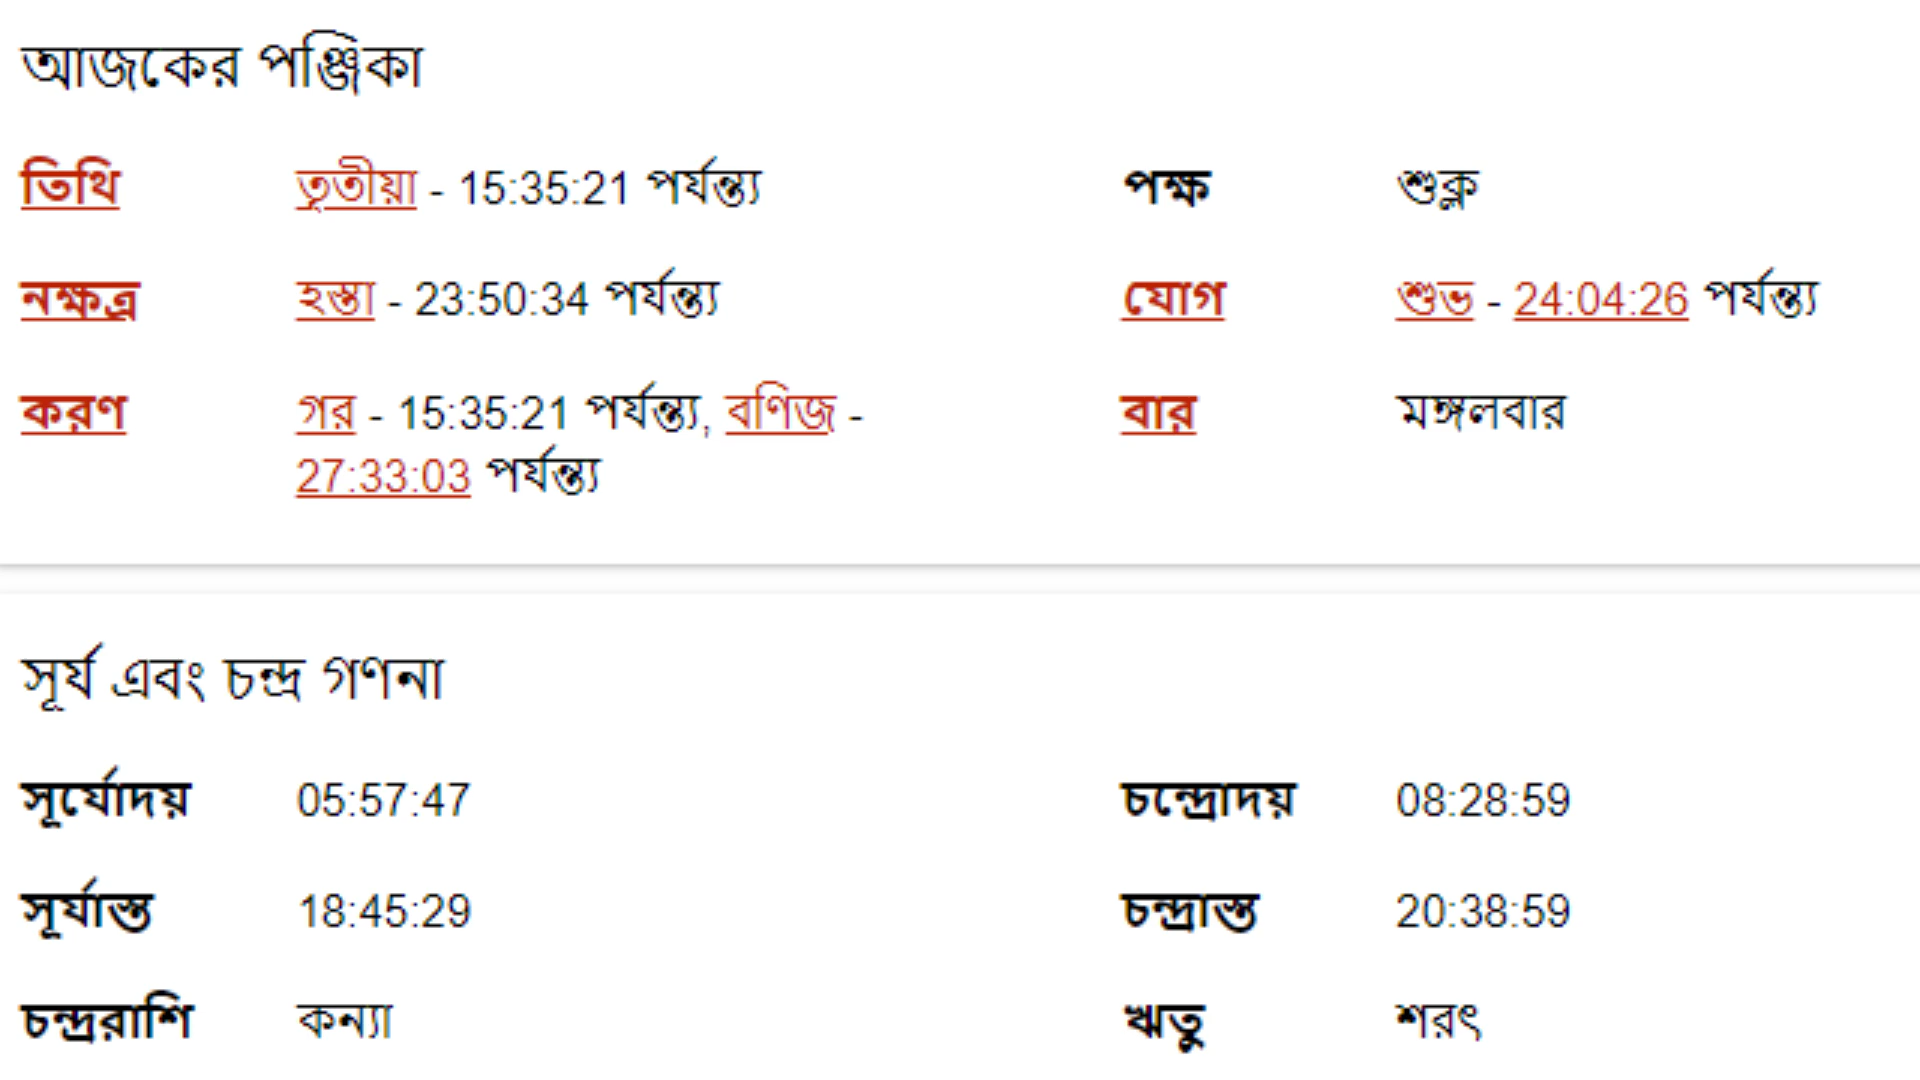 আজকের পঞ্জিকা
তিথি তৃতীয়া - 15:35:21 পর্যন্ত্য পক্ষ শুক্ল
নক্ষত্র হস্তা - 23:50:34 পর্যন্ত্য যোগ শুভ - 24:04:26 পর্যন্ত্য
করণ গর - 15:35:21 পর্যন্ত্য, বণিজ - বার মঙ্গলবার
27:33:03 পর্যন্ত্য
সূর্য এবং চন্দ্র গণনা
সূর্যোদয় 05:57:47 চন্দ্রোদয় 08:28:59
সূর্যাস্ত 18:45:29 চন্দ্রাস্ত 20:38:59
চন্দ্ররাশি কন্যা ঋতু শরৎ